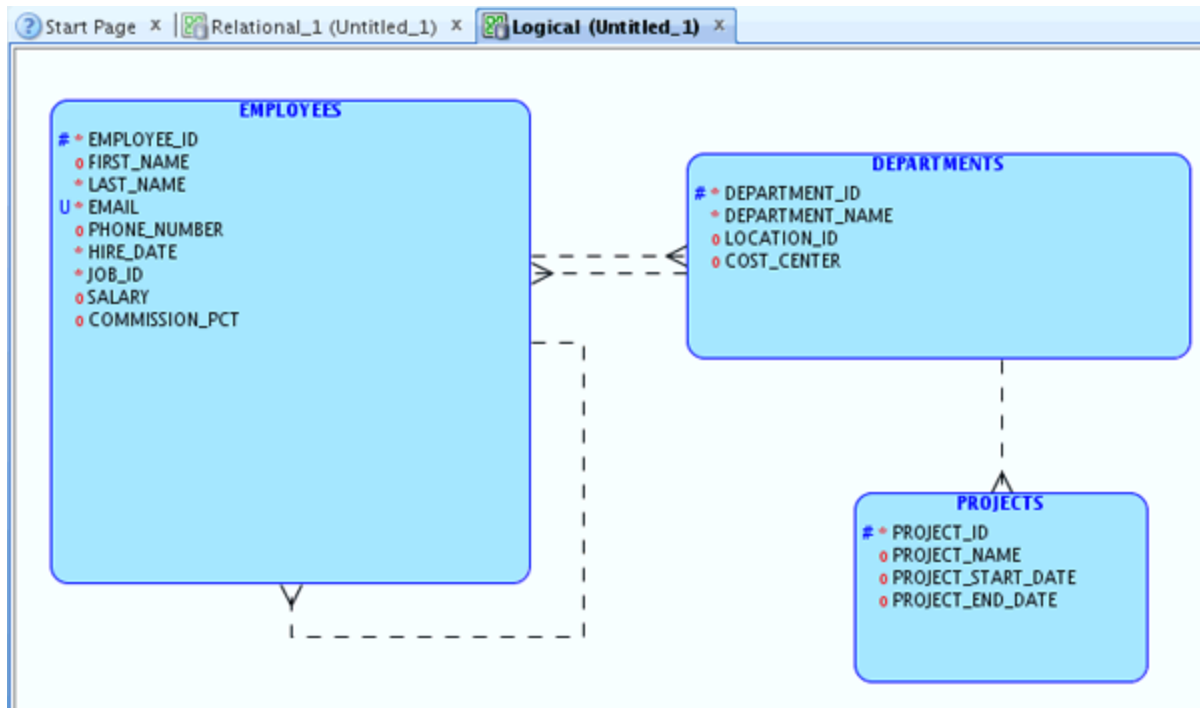 ? Start Page x Relational_1 (Untitled_1) x Logical (Untitled_1) x
EMPLOYEES
# * EMPLOYEE_ID
o FIRST_NAME
* LAST_NAME
U * EMAIL
o PHONE_NUMBER
* HIRE_DATE
* JOB_ID
o SALARY
o COMMISSION_PCT
DEPARTMENTS
# * DEPARTMENT_ID
* DEPARTMENT_NAME
o LOCATION_ID
o COST_CENTER
PROJECTS
# * PROJECT_ID
o PROJECT_NAME
o PROJECT_START_DATE
o PROJECT_END_DATE